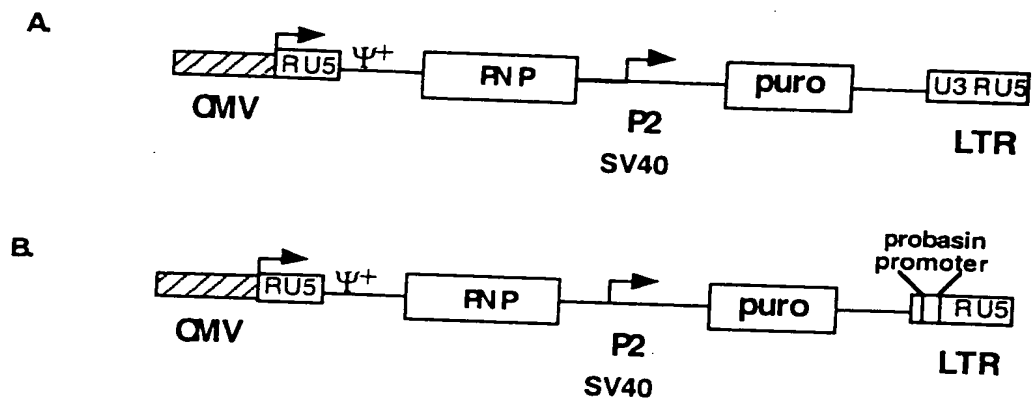 A.
RU5 Ψ+ PNP puro U3 RU5
CMV P2 LTR
SV40
B.
probasin
promoter
RU5 Ψ+ PNP puro RU5
CMV P2 LTR
SV40